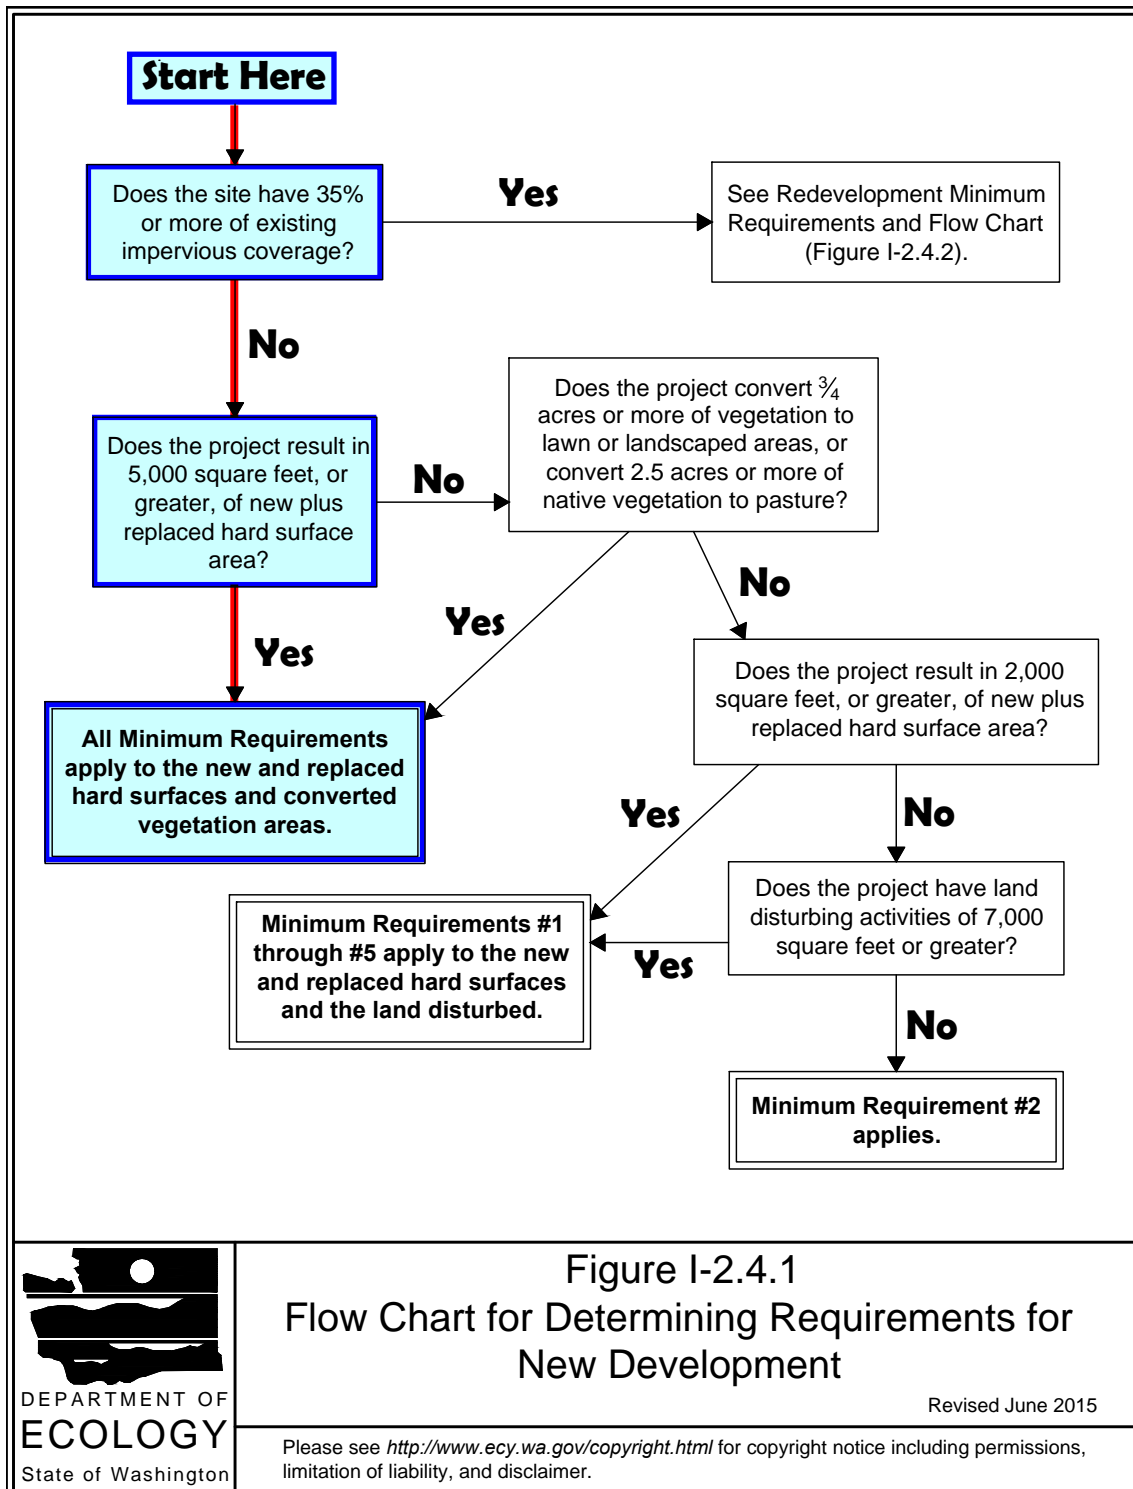 Start Here
Does the site have 35%
or more of existing
impervious coverage?
Yes
See Redevelopment Minimum
Requirements and Flow Chart
(Figure I-2.4.2).
No
Does the project result in
5,000 square feet, or
greater, of new plus
replaced hard surface
area?
No
Does the project convert ¾
acres or more of vegetation to
lawn or landscaped areas, or
convert 2.5 acres or more of
native vegetation to pasture?
Yes
Yes
No
All Minimum Requirements
apply to the new and replaced
hard surfaces and converted
vegetation areas.
Does the project result in 2,000
square feet, or greater, of new plus
replaced hard surface area?
Yes
No
Minimum Requirements #1
through #5 apply to the new
and replaced hard surfaces
and the land disturbed.
Yes
Does the project have land
disturbing activities of 7,000
square feet or greater?
No
Minimum Requirement #2
applies.
DEPARTMENT OF
ECOLOGY
State of Washington
Figure I-2.4.1
Flow Chart for Determining Requirements for
New Development
Revised June 2015
Please see http://www.ecy.wa.gov/copyright.html for copyright notice including permissions,
limitation of liability, and disclaimer.